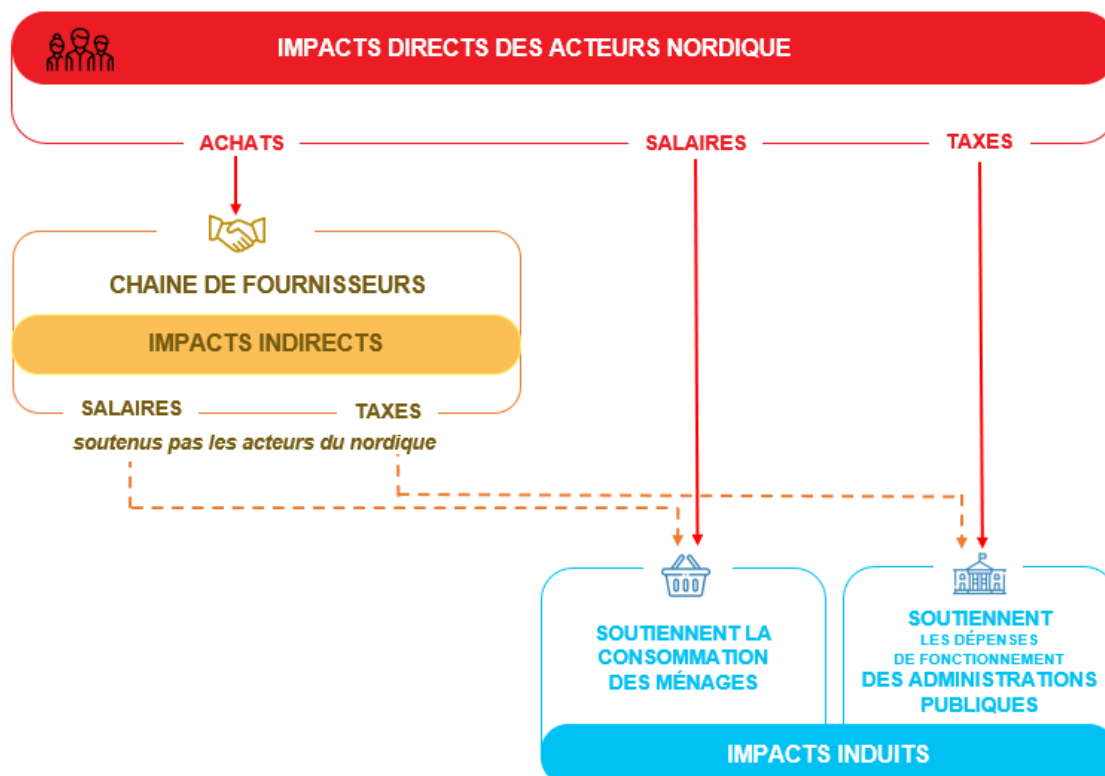 IMPACTS DIRECTS DES ACTEURS NORDIQUE
ACHATS
SALAIRES
TAXES
CHAINE DE FOURNISSEURS
IMPACTS INDIRECTS
SALAIRES
TAXES
soutenus pas les acteurs du nordique
SOUTIENNENT LA
CONSOMMATION
DES MÉNAGES
SOUTIENNENT
LES DÉPENSES
DE FONCTIONNEMENT
DES ADMINISTRATIONS
PUBLIQUES
IMPACTS INDUITS